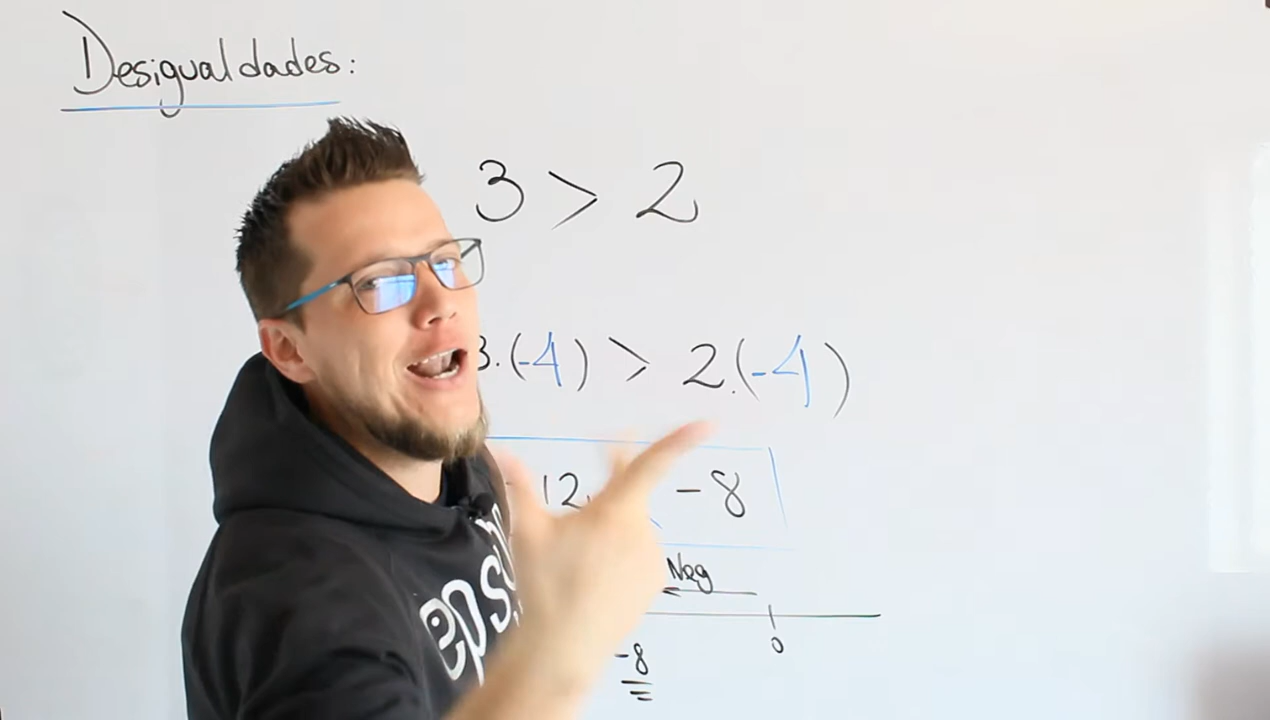 Desigualdades:
3 > 2
3.(-4) > 2.(-4)
12 -8
Neg
0
-8